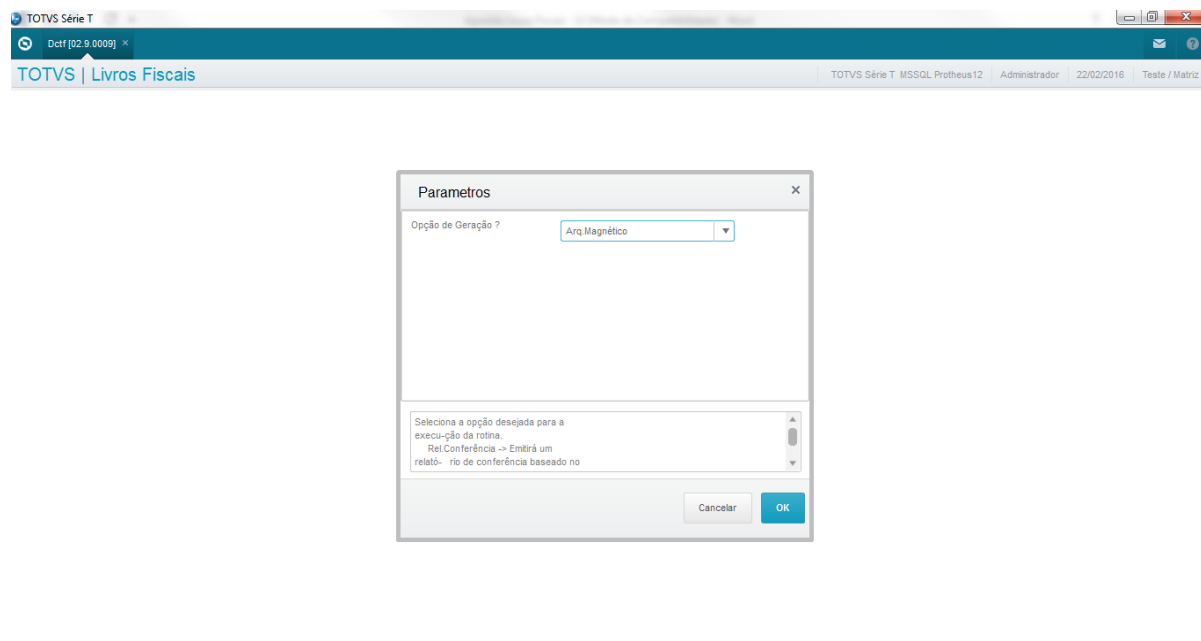 TOTVS Série T
Dctf [02.9.0009] ×
TOTVS | Livros Fiscais
TOTVS Série T MSSQL Protheus12
Administrador
22/02/2016
Teste / Matriz
Parametros
Opção de Geração ?
Arq.Magnético
Seleciona a opção desejada para a
execu-ção da rotina.
Rel.Conferência -> Emitirá um
relató- rio de conferência baseado no
Cancelar
OK